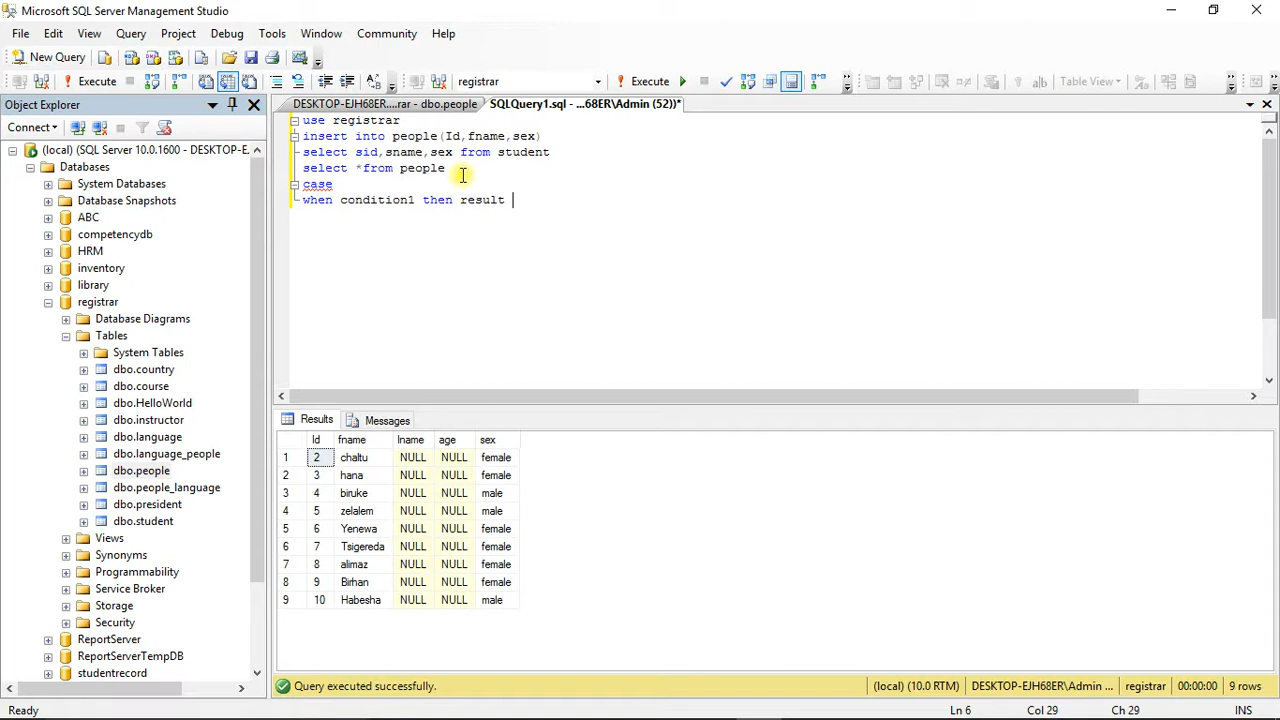 Microsoft SQL Server Management Studio
File Edit View Query Project Debug Tools Window Community Help
New Query
Execute registrar Execute Table View
Object Explorer
DESKTOP-EJH68ER....rar - dbo.people SQLQuery1.sql - ...68ER\Admin (52))*
Connect
(local) (SQL Server 10.0.1600 - DESKTOP-E
Databases
System Databases
Database Snapshots
ABC
competencydb
HRM
inventory
library
registrar
Database Diagrams
Tables
System Tables
dbo.country
dbo.course
dbo.HelloWorld
dbo.instructor
dbo.language
dbo.language_people
dbo.people
dbo.people_language
dbo.president
dbo.student
Views
Synonyms
Programmability
Service Broker
Storage
Security
ReportServer
ReportServerTempDB
studentrecord
use registrar
insert into people(Id,fname,sex)
select sid,sname,sex from student
select *from people
case
when condition1 then result
Results Messages
Id fname lname age sex
1 2 chaltu NULL NULL female
2 3 hana NULL NULL female
3 4 biruke NULL NULL male
4 5 zelalem NULL NULL male
5 6 Yenewa NULL NULL female
6 7 Tsigereda NULL NULL female
7 8 alimaz NULL NULL female
8 9 Birhan NULL NULL female
9 10 Habesha NULL NULL male
Query executed successfully. (local) (10.0 RTM) DESKTOP-EJH68ER\Admin ... registrar 00:00:00 9 rows
Ready Ln 6 Col 29 Ch 29 INS